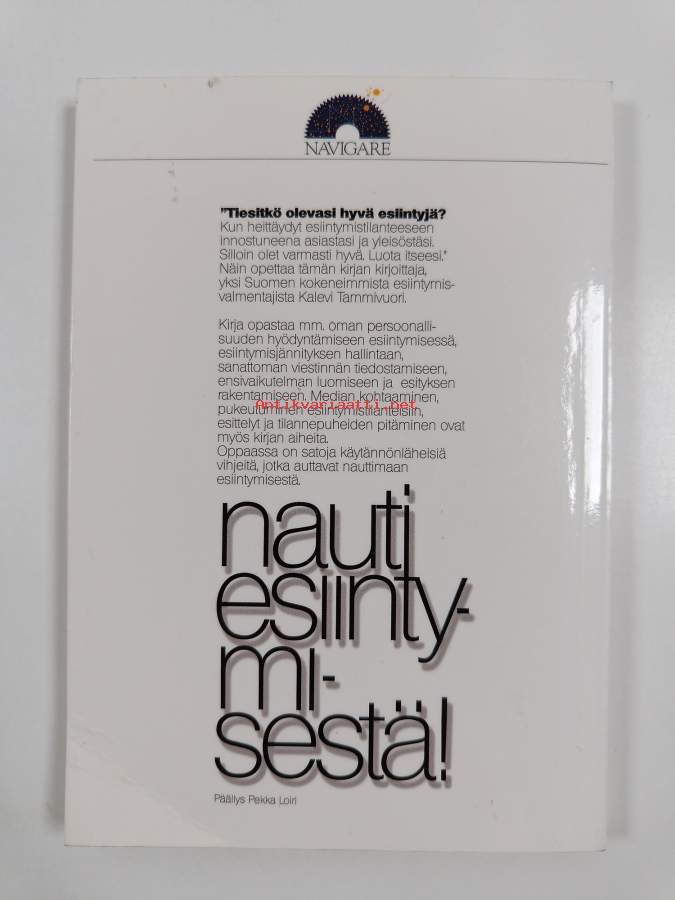 NAVIGARE
"Tiesitkö olevasi hyvä esiintyjä?
Kun heittäydyt esiintymistilanteeseen
innostuneena asiastasi ja yleisöstäsi.
Silloin olet varmasti hyvä. Luota itseesi."
Näin opettaa tämän kirjan kirjoittaja,
yksi Suomen kokeneimmista esiintymis-
valmentajista Kalevi Tammivuori.
Kirja opastaa mm. oman persoonalli-
suuden hyödyntämiseen esiintymisessä,
esiintymisjännityksen hallintaan,
sanattoman viestinnän tiedostamiseen,
ensivaikutelman luomiseen ja esityksen
rakentamiseen. Median kohtaaminen,
Antikvariaatti.net
pukeutuminen esiintymistilanteisiin,
esittelyt ja tilannepuheiden pitäminen ovat
myös kirjan aiheita.
Oppaassa on satoja käytännönläheisiä
vihjeitä, jotka auttavat nauttimaan
esiintymisestä.
nauti
esiinty-
mi-
sestä!
Päällys Pekka Loiri